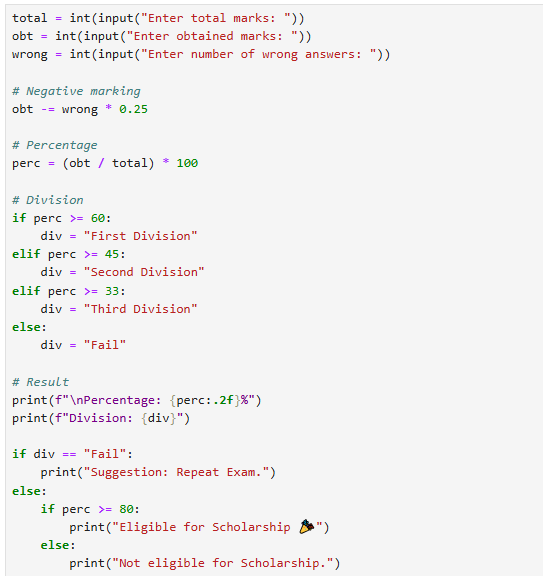 total = int(input("Enter total marks: "))
obt = int(input("Enter obtained marks: "))
wrong = int(input("Enter number of wrong answers: "))

# Negative marking
obt -= wrong * 0.25

# Percentage
perc = (obt / total) * 100

# Division
if perc >= 60:
    div = "First Division"
elif perc >= 45:
    div = "Second Division"
elif perc >= 33:
    div = "Third Division"
else:
    div = "Fail"

# Result
print(f"\nPercentage: {perc:.2f}%")
print(f"Division: {div}")

if div == "Fail":
    print("Suggestion: Repeat Exam.")
else:
    if perc >= 80:
        print("Eligible for Scholarship 🎉")
    else:
        print("Not eligible for Scholarship.")